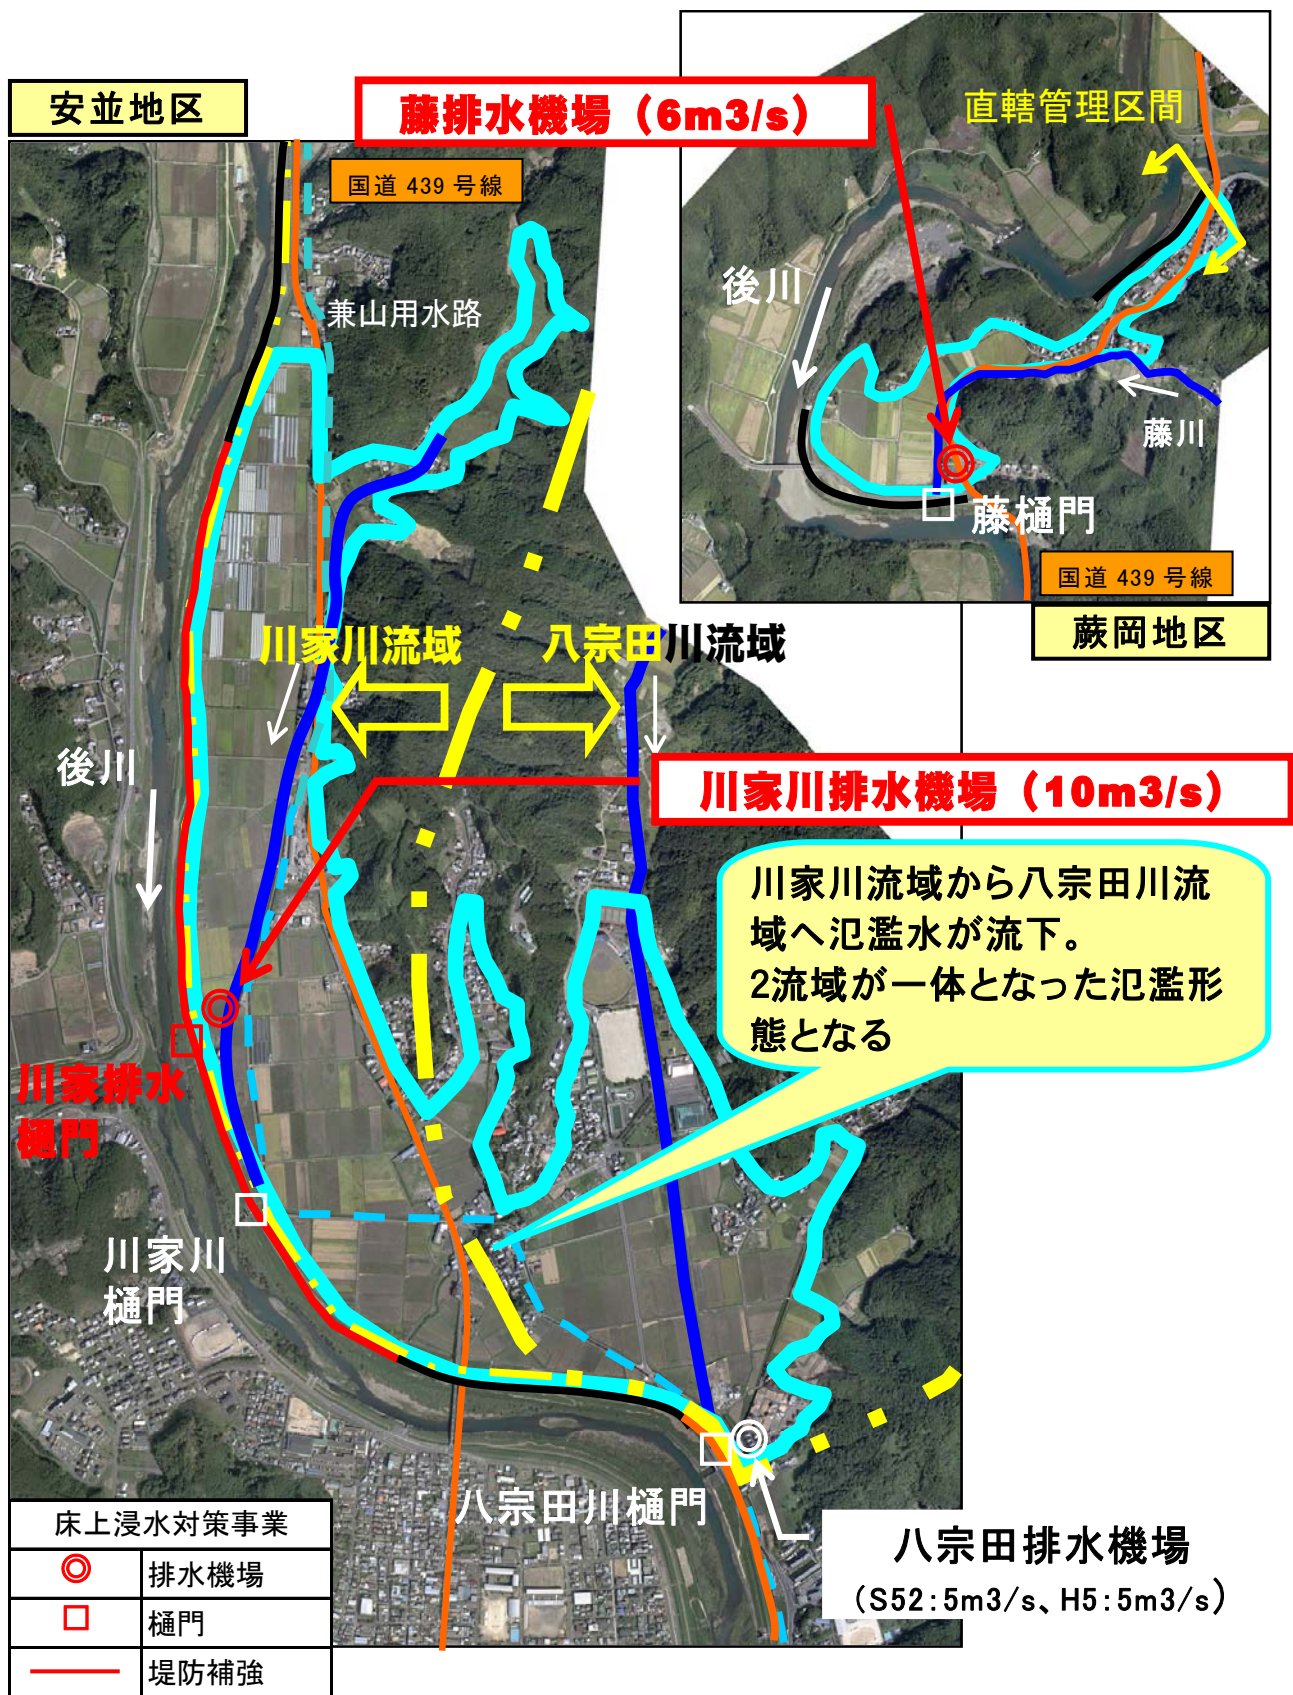 安並地区
藤排水機場（6m3/s）
直轄管理区間
国道 439 号線
後川
兼山用水路
藤川
藤樋門
国道 439 号線
蕨岡地区
川家川流域
八宗田川流域
後川
川家川排水機場（10m3/s）
川家川流域から八宗田川流
域へ氾濫水が流下。
2流域が一体となった氾濫形
態となる
川家排水
樋門
川家川
樋門
八宗田川樋門
八宗田排水機場
（S52:5m3/s、H5:5m3/s）
床上浸水対策事業
排水機場
樋門
堤防補強